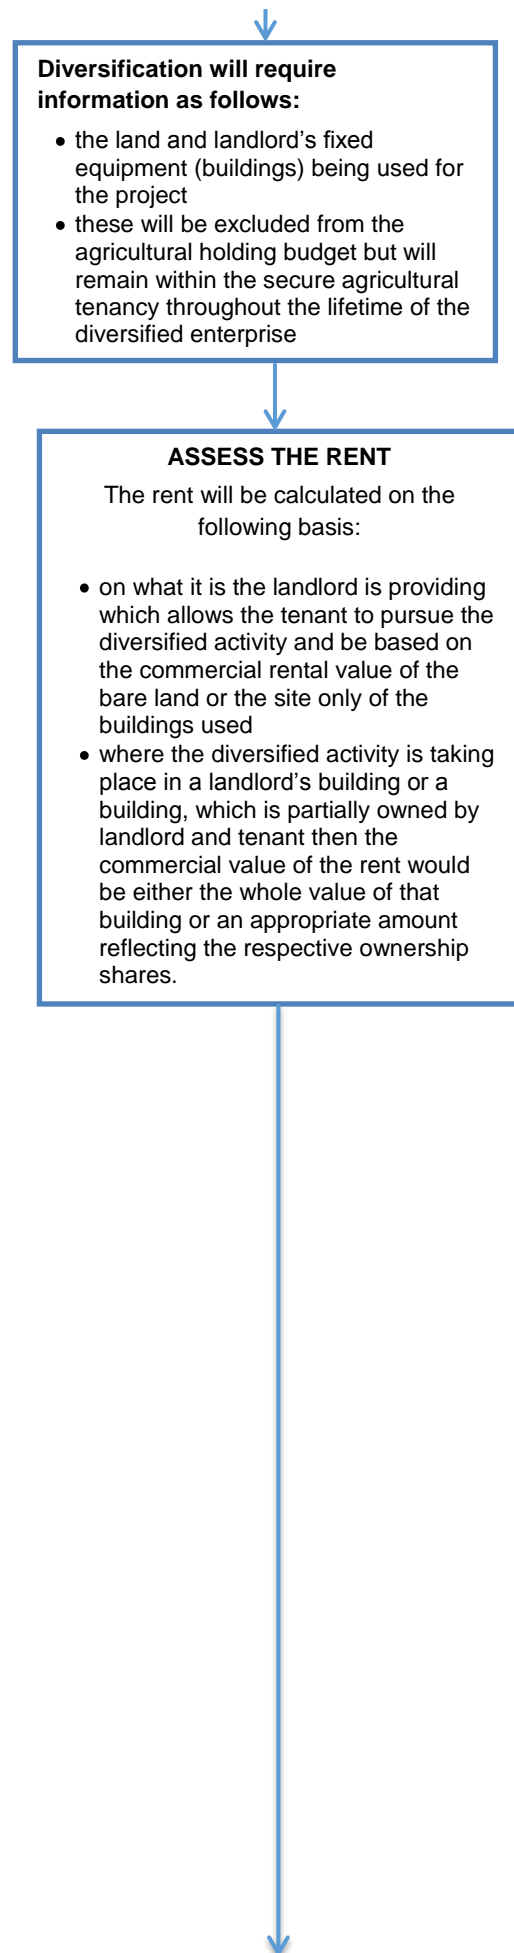 Diversification will require
information as follows:
• the land and landlord’s fixed
equipment (buildings) being used for
the project
• these will be excluded from the
agricultural holding budget but will
remain within the secure agricultural
tenancy throughout the lifetime of the
diversified enterprise
ASSESS THE RENT
The rent will be calculated on the
following basis:
• on what it is the landlord is providing
which allows the tenant to pursue the
diversified activity and be based on
the commercial rental value of the
bare land or the site only of the
buildings used
• where the diversified activity is taking
place in a landlord’s building or a
building, which is partially owned by
landlord and tenant then the
commercial value of the rent would
be either the whole value of that
building or an appropriate amount
reflecting the respective ownership
shares.